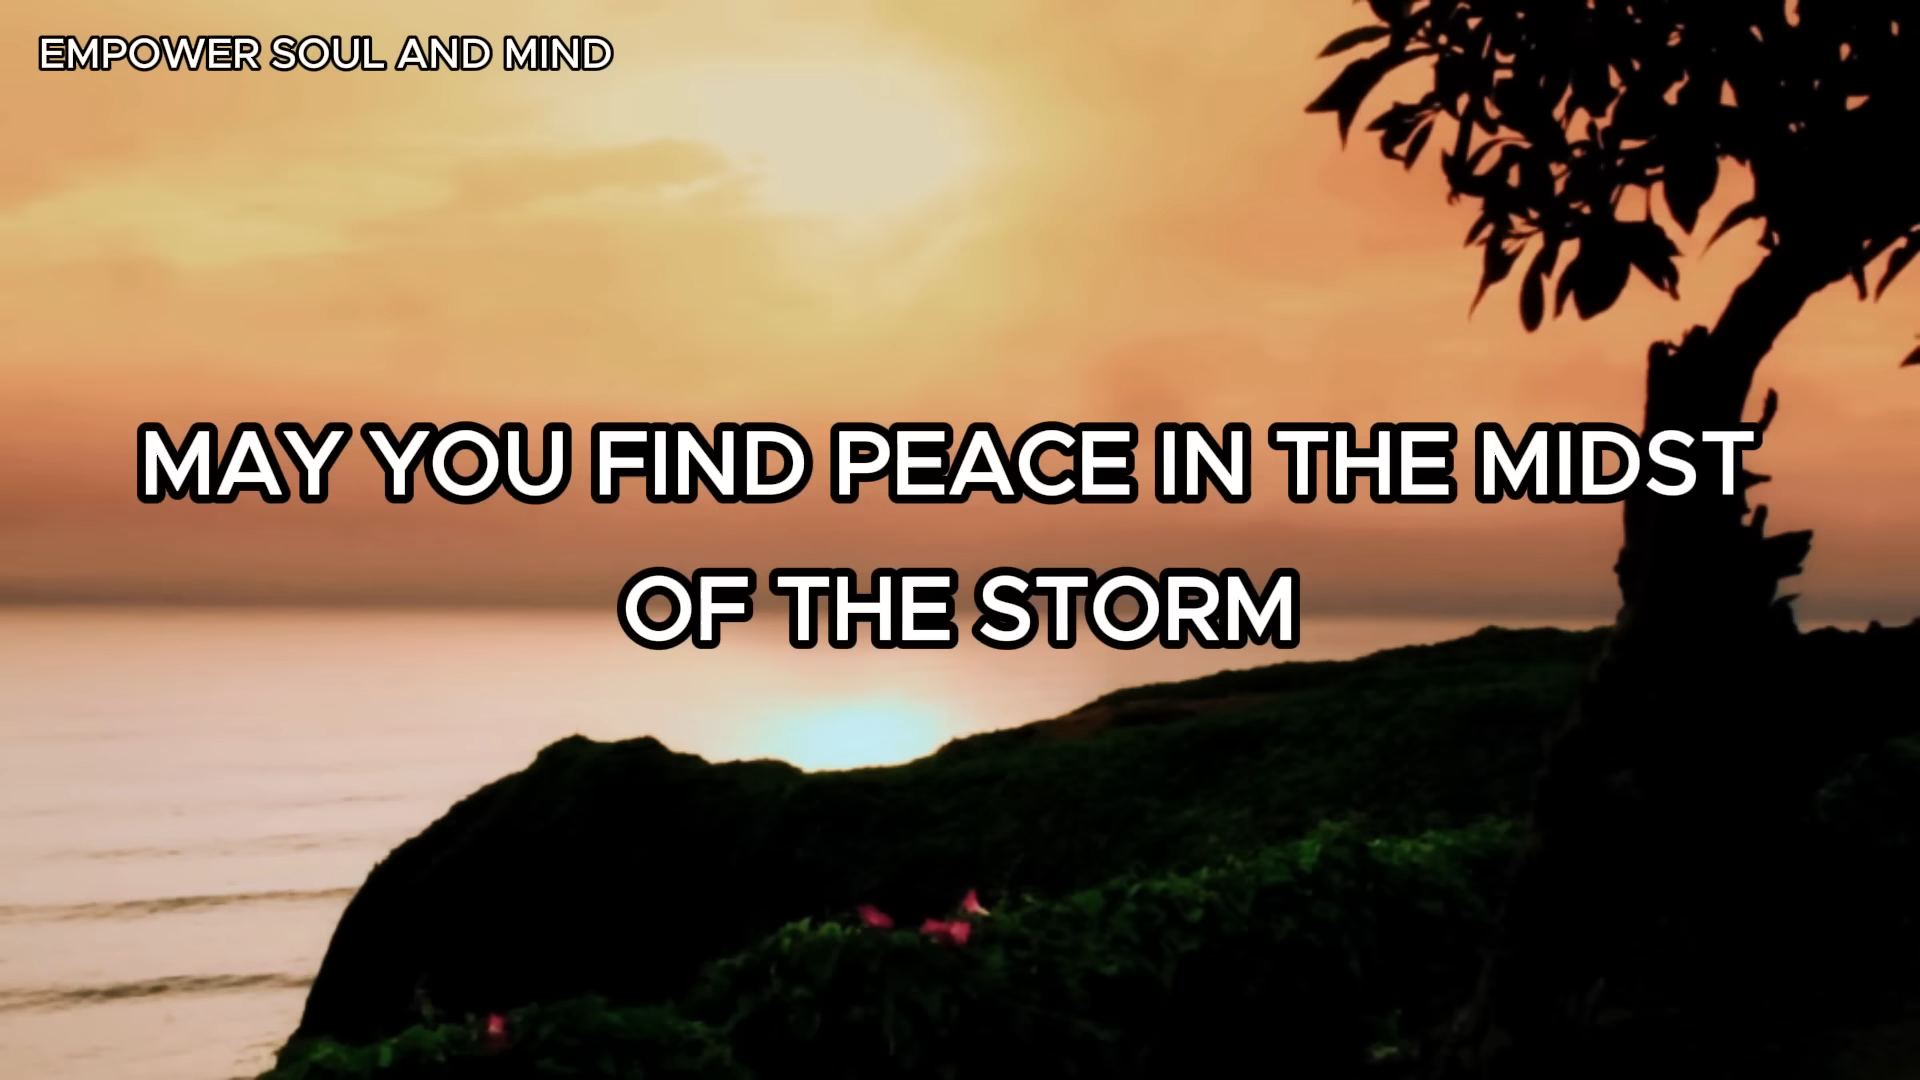 EMPOWER SOUL AND MIND
MAY YOU FIND PEACE IN THE MIDST
OF THE STORM